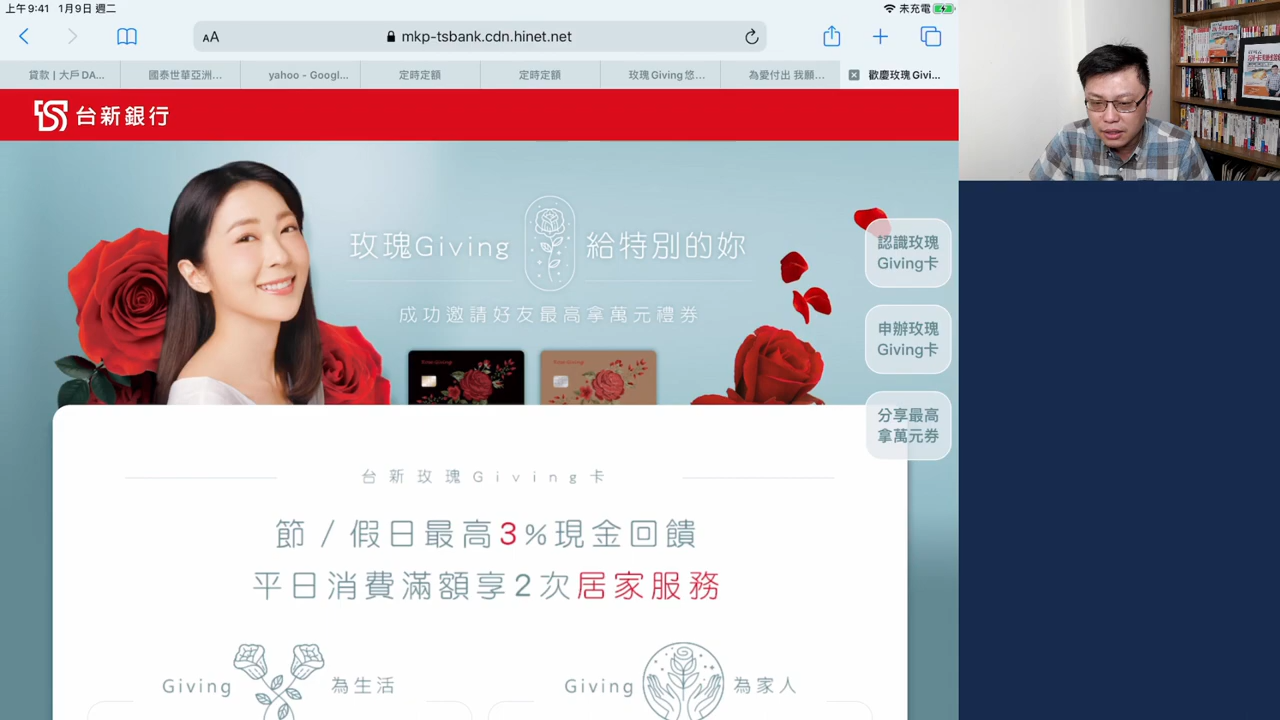 上午9:41 1月9日 週二
未充電
AA
mkp-tsbank.cdn.hinet.net
貸款 | 大戶 DA...
國泰世華亞洲...
yahoo - Googl...
定時定額
定時定額
玫瑰 Giving 悠...
為愛付出 我願...
歡慶玫瑰 Givi...
台新銀行
玫瑰Giving 給特別的妳
成功邀請好友最高拿萬元禮券
認識玫瑰
Giving卡
申辦玫瑰
Giving卡
分享最高
拿萬元券
台新玫瑰Giving卡
節/假日最高3%現金回饋
平日消費滿額享2次居家服務
Giving 為生活
Giving 為家人